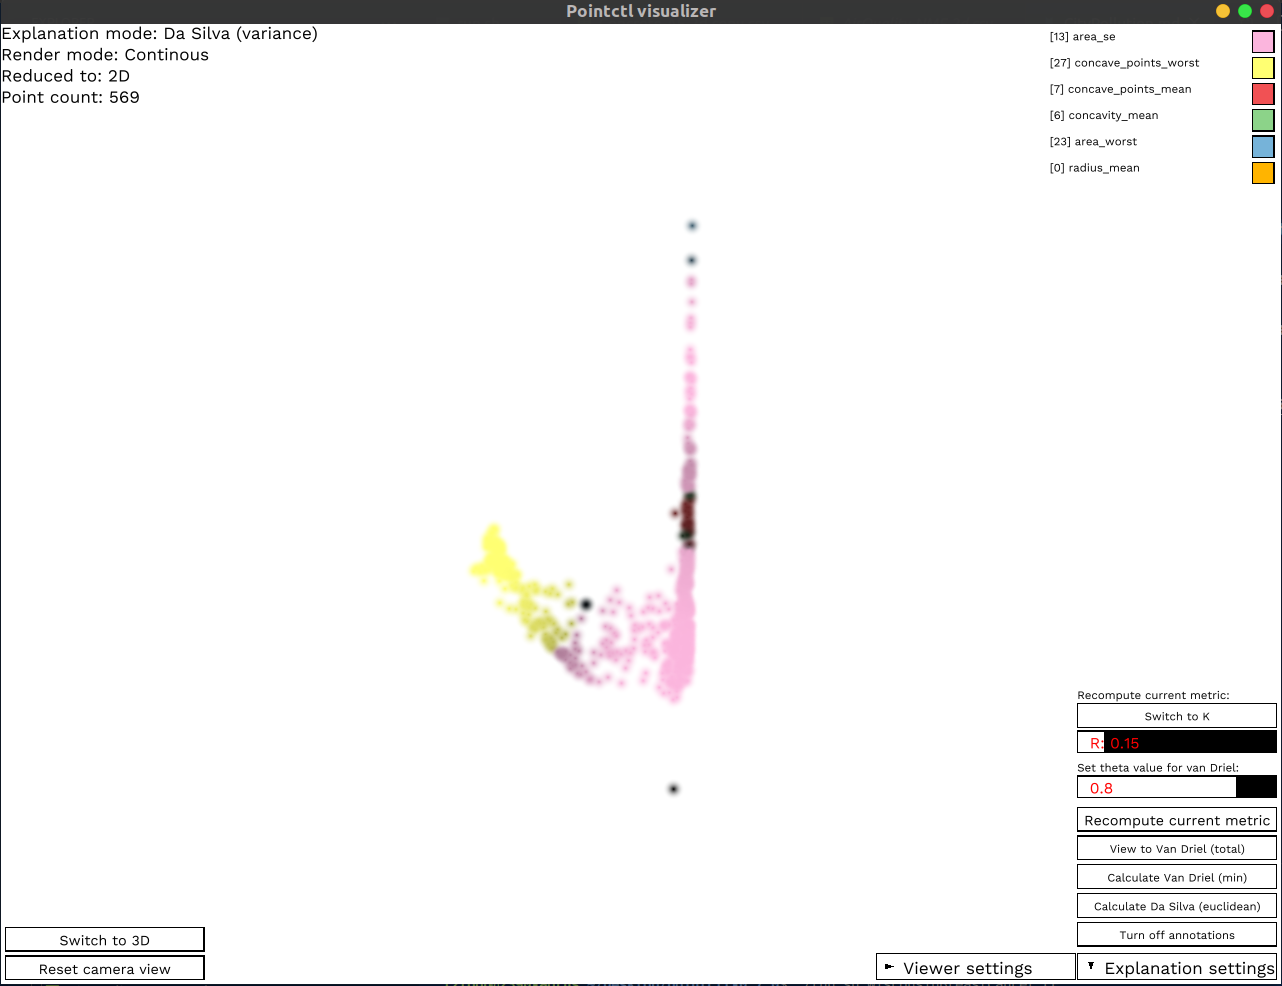 Pointctl visualizer
Explanation mode: Da Silva (variance)
Render mode: Continous
Reduced to: 2D
Point count: 569
[13] area_se
[27] concave_points_worst
[7] concave_points_mean
[6] concavity_mean
[23] area_worst
[0] radius_mean
Recompute current metric:
Switch to K
R: 0.15
Set theta value for van Driel:
0.8
Recompute current metric
View to Van Driel (total)
Calculate Van Driel (min)
Calculate Da Silva (euclidean)
Turn off annotations
Switch to 3D
Reset camera view
Viewer settings
Explanation settings